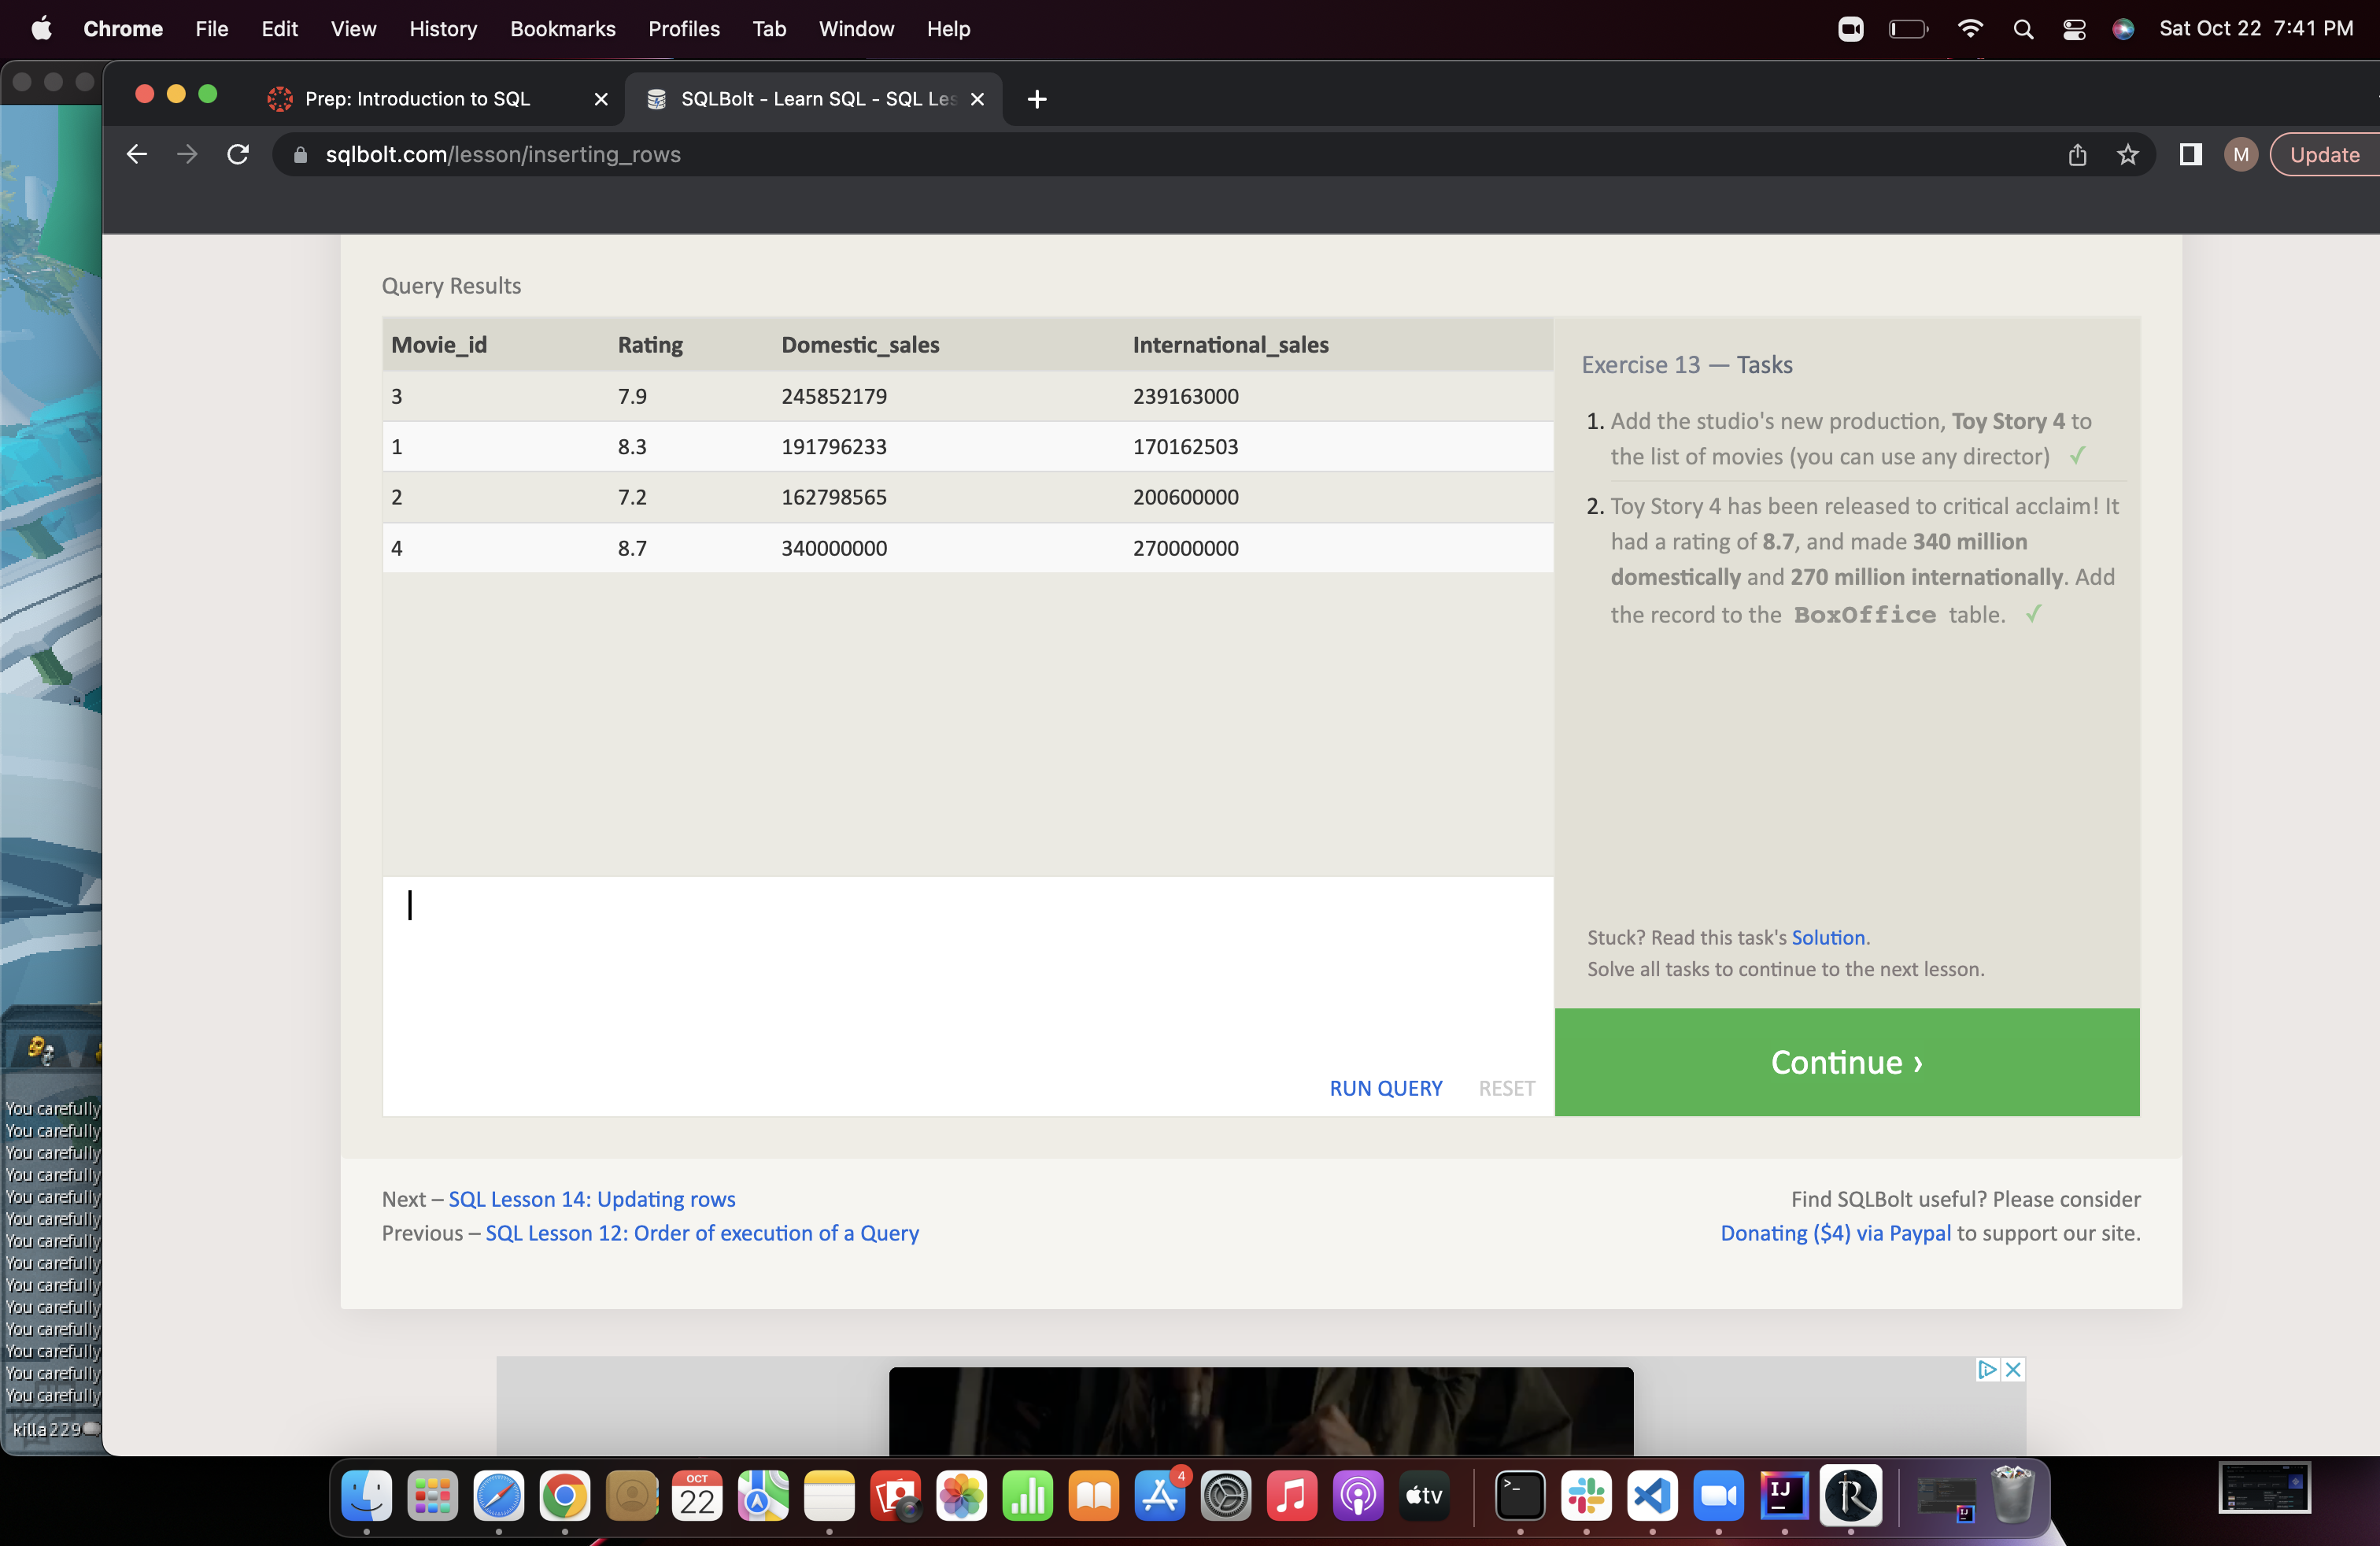 Chrome File Edit View History Bookmarks Profiles Tab Window Help
Sat Oct 22 7:41 PM
Prep: Introduction to SQL
SQLBolt - Learn SQL - SQL Les
sqlbolt.com/lesson/inserting_rows
M
Update
Query Results
Movie_id Rating Domestic_sales International_sales
3 7.9 245852179 239163000
1 8.3 191796233 170162503
2 7.2 162798565 200600000
4 8.7 340000000 270000000
Exercise 13 — Tasks
1. Add the studio's new production, Toy Story 4 to
the list of movies (you can use any director) ✓
2. Toy Story 4 has been released to critical acclaim! It
had a rating of 8.7, and made 340 million
domestically and 270 million internationally. Add
the record to the BoxOffice table. ✓
Stuck? Read this task's Solution.
Solve all tasks to continue to the next lesson.
RUN QUERY RESET
Continue ›
Next – SQL Lesson 14: Updating rows
Previous – SQL Lesson 12: Order of execution of a Query
Find SQLBolt useful? Please consider
Donating ($4) via Paypal to support our site.
You carefully
You carefully
You carefully
You carefully
You carefully
You carefully
You carefully
You carefully
You carefully
You carefully
You carefully
You carefully
You carefully
You carefully
killa229
OCT
22
4
tv
>_
IJ
R
IJ